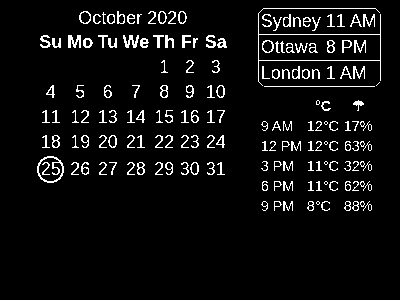 October 2020
Su Mo Tu We Th Fr Sa
1 2 3
4 5 6 7 8 9 10
11 12 13 14 15 16 17
18 19 20 21 22 23 24
25 26 27 28 29 30 31
Sydney 11 AM
Ottawa 8 PM
London 1 AM
°C ☂
9 AM 12°C 17%
12 PM 12°C 63%
3 PM 11°C 32%
6 PM 11°C 62%
9 PM 8°C 88%